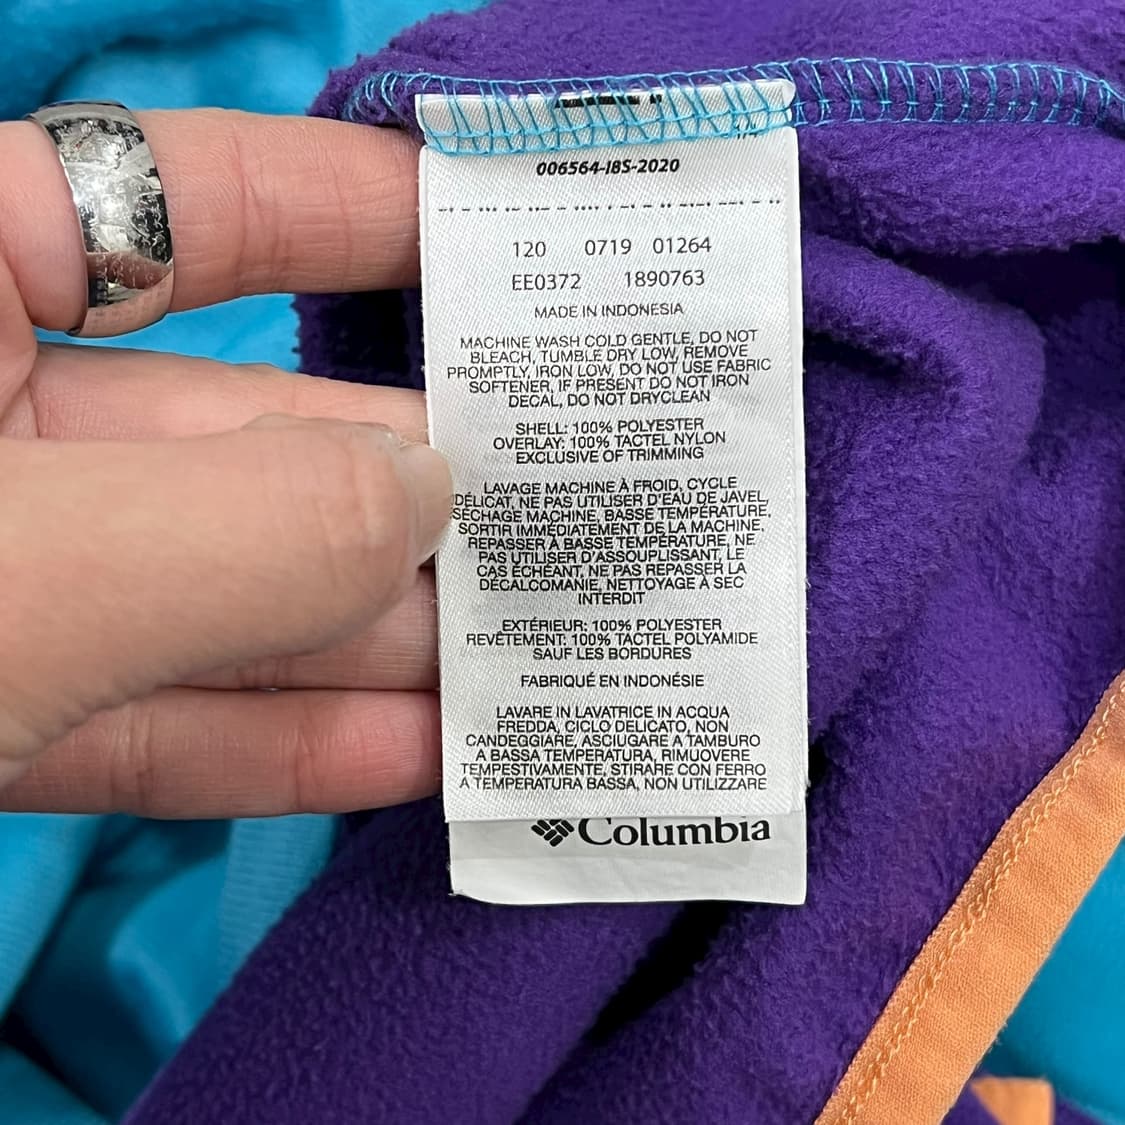 006564-I8S-2020
120 0719 01264
EE0372 1890763
MADE IN INDONESIA
MACHINE WASH COLD GENTLE, DO NOT
BLEACH, TUMBLE DRY LOW, REMOVE
PROMPTLY, IRON LOW, DO NOT USE FABRIC
SOFTENER, IF PRESENT DO NOT IRON
DECAL, DO NOT DRYCLEAN
SHELL: 100% POLYESTER
OVERLAY: 100% TACTEL NYLON
EXCLUSIVE OF TRIMMING
LAVAGE MACHINE À FROID, CYCLE
DÉLICAT, NE PAS UTILISER D'EAU DE JAVEL,
SÉCHAGE MACHINE, BASSE TEMPÉRATURE,
SORTIR IMMÉDIATEMENT DE LA MACHINE,
REPASSER À BASSE TEMPÉRATURE, NE
PAS UTILISER D'ASSOUPLISSANT, LE
CAS ÉCHÉANT, NE PAS REPASSER LA
DÉCALCOMANIE, NETTOYAGE À SEC
INTERDIT
EXTÉRIEUR: 100% POLYESTER
REVÊTEMENT: 100% TACTEL POLYAMIDE
SAUF LES BORDURES
FABRIQUÉ EN INDONÉSIE
LAVARE IN LAVATRICE IN ACQUA
FREDDA, CICLO DELICATO, NON
CANDEGGIARE, ASCIUGARE A TAMBURO
A BASSA TEMPERATURA, RIMUOVERE
TEMPESTIVAMENTE, STIRARE CON FERRO
A TEMPERATURA BASSA, NON UTILIZZARE
Columbia